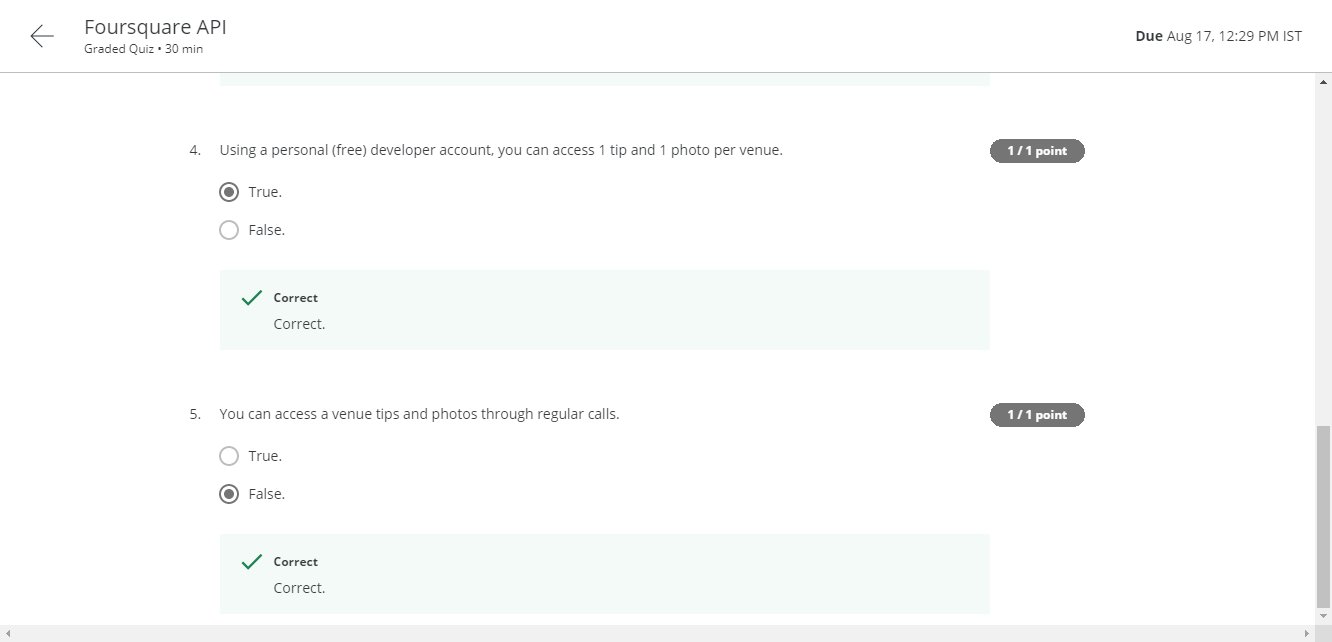 Foursquare API
Graded Quiz • 30 min
Due Aug 17, 12:29 PM IST
4. Using a personal (free) developer account, you can access 1 tip and 1 photo per venue.
1 / 1 point
True.
False.
Correct
Correct.
5. You can access a venue tips and photos through regular calls.
1 / 1 point
True.
False.
Correct
Correct.